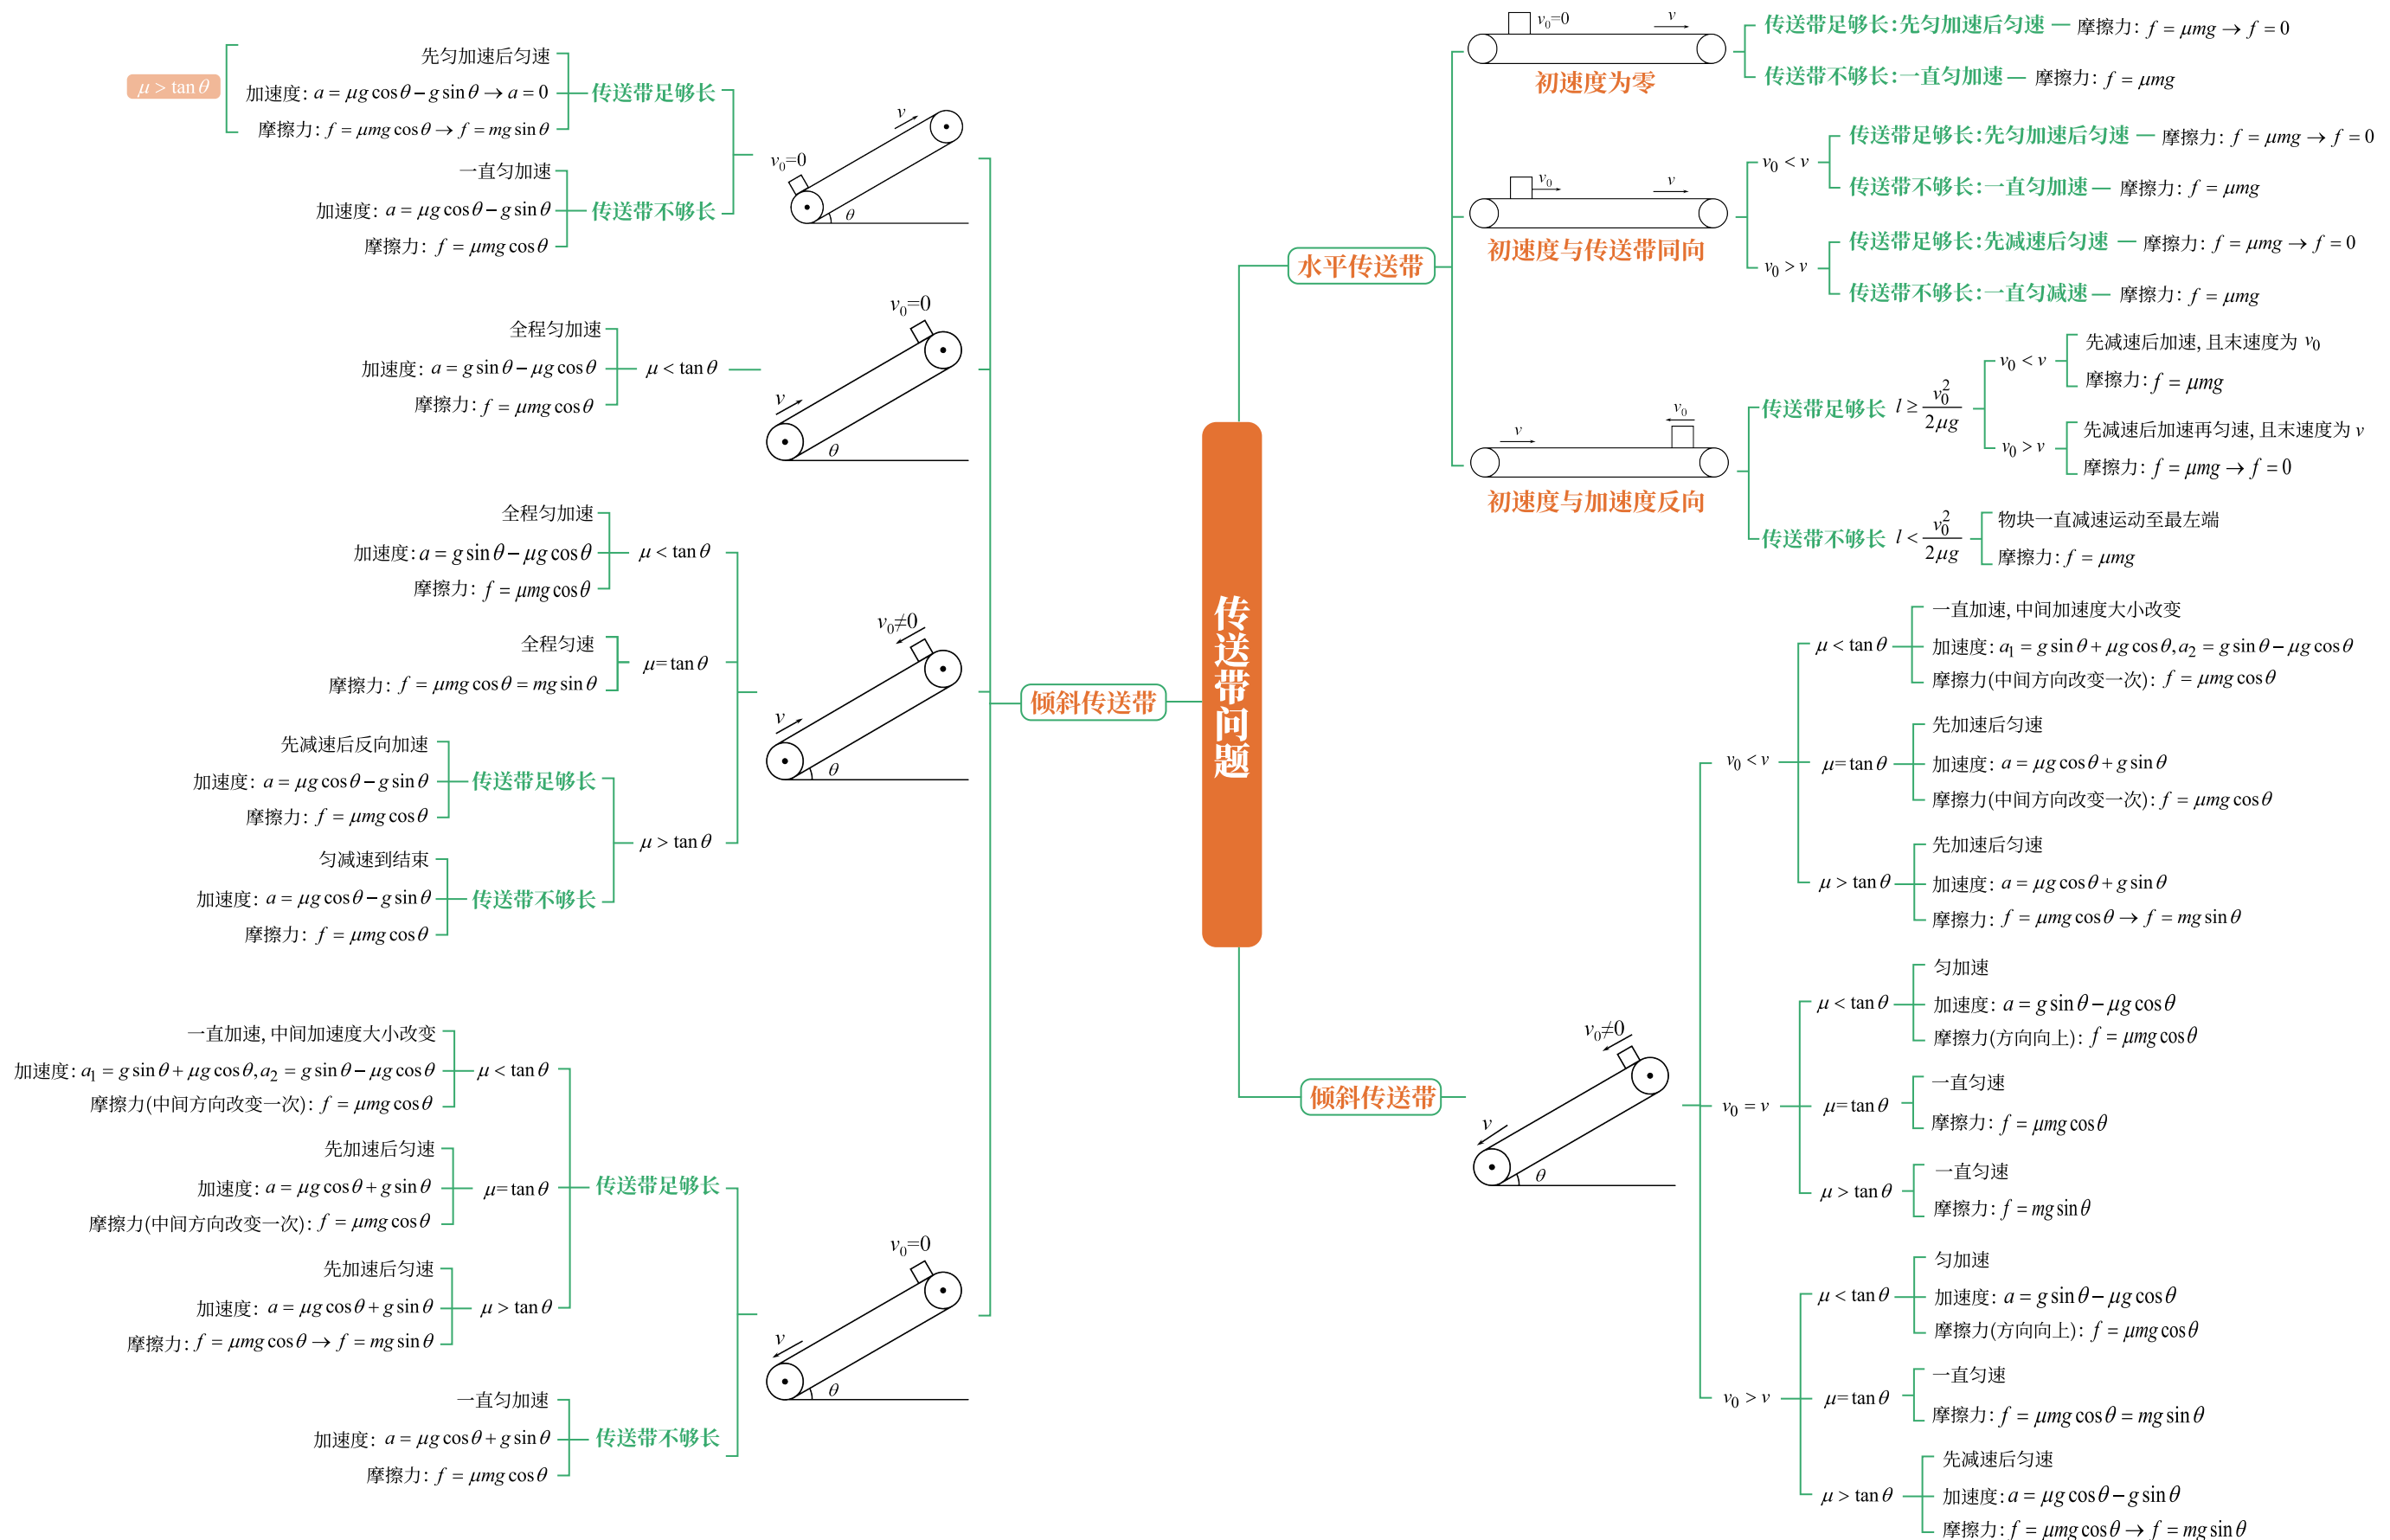 传送带问题
水平传送带
v₀=0
v
初速度为零
传送带足够长:先匀加速后匀速
摩擦力: f = μmg → f = 0
传送带不够长:一直匀加速
摩擦力: f = μmg
v₀
v
初速度与传送带同向
v₀ < v
传送带足够长:先匀加速后匀速
摩擦力: f = μmg → f = 0
传送带不够长:一直匀加速
摩擦力: f = μmg
v₀ > v
传送带足够长:先减速后匀速
摩擦力: f = μmg → f = 0
传送带不够长:一直匀减速
摩擦力: f = μmg
v
v₀
初速度与加速度反向
传送带足够长 l ≥ v₀²/2μg
v₀ < v
先减速后加速, 且末速度为 v₀
摩擦力: f = μmg
v₀ > v
先减速后加速再匀速, 且末速度为 v
摩擦力: f = μmg → f = 0
传送带不够长 l < v₀²/2μg
物块一直减速运动至最左端
摩擦力: f = μmg
倾斜传送带
v₀=0
v
θ
传送带足够长
μ > tanθ
先匀加速后匀速
加速度: a = μg cosθ − g sinθ → a = 0
摩擦力: f = μmg cosθ → f = mg sinθ
传送带不够长
一直匀加速
加速度: a = μg cosθ − g sinθ
摩擦力: f = μmg cosθ
v₀=0
v
θ
μ < tanθ
全程匀加速
加速度: a = g sinθ − μg cosθ
摩擦力: f = μmg cosθ
v₀≠0
v
θ
μ < tanθ
全程匀加速
加速度: a = g sinθ − μg cosθ
摩擦力: f = μmg cosθ
μ = tanθ
全程匀速
摩擦力: f = μmg cosθ = mg sinθ
μ > tanθ
传送带足够长
先减速后反向加速
加速度: a = μg cosθ − g sinθ
摩擦力: f = μmg cosθ
传送带不够长
匀减速到结束
加速度: a = μg cosθ − g sinθ
摩擦力: f = μmg cosθ
v₀=0
v
θ
传送带足够长
μ < tanθ
一直加速, 中间加速度大小改变
加速度: a₁ = g sinθ + μg cosθ, a₂ = g sinθ − μg cosθ
摩擦力(中间方向改变一次): f = μmg cosθ
μ = tanθ
先加速后匀速
加速度: a = μg cosθ + g sinθ
摩擦力(中间方向改变一次): f = μmg cosθ
μ > tanθ
先加速后匀速
加速度: a = μg cosθ + g sinθ
摩擦力: f = μmg cosθ → f = mg sinθ
传送带不够长
一直匀加速
加速度: a = μg cosθ + g sinθ
摩擦力: f = μmg cosθ
倾斜传送带
v₀≠0
v
θ
v₀ < v
μ < tanθ
一直加速, 中间加速度大小改变
加速度: a₁ = g sinθ + μg cosθ, a₂ = g sinθ − μg cosθ
摩擦力(中间方向改变一次): f = μmg cosθ
μ = tanθ
先加速后匀速
加速度: a = μg cosθ + g sinθ
摩擦力(中间方向改变一次): f = μmg cosθ
μ > tanθ
先加速后匀速
加速度: a = μg cosθ + g sinθ
摩擦力: f = μmg cosθ → f = mg sinθ
v₀ = v
μ < tanθ
匀加速
加速度: a = g sinθ − μg cosθ
摩擦力(方向向上): f = μmg cosθ
μ = tanθ
一直匀速
摩擦力: f = μmg cosθ
μ > tanθ
一直匀速
摩擦力: f = mg sinθ
v₀ > v
μ < tanθ
匀加速
加速度: a = g sinθ − μg cosθ
摩擦力(方向向上): f = μmg cosθ
μ = tanθ
一直匀速
摩擦力: f = μmg cosθ = mg sinθ
μ > tanθ
先减速后匀速
加速度: a = μg cosθ − g sinθ
摩擦力: f = μmg cosθ → f = mg sinθ